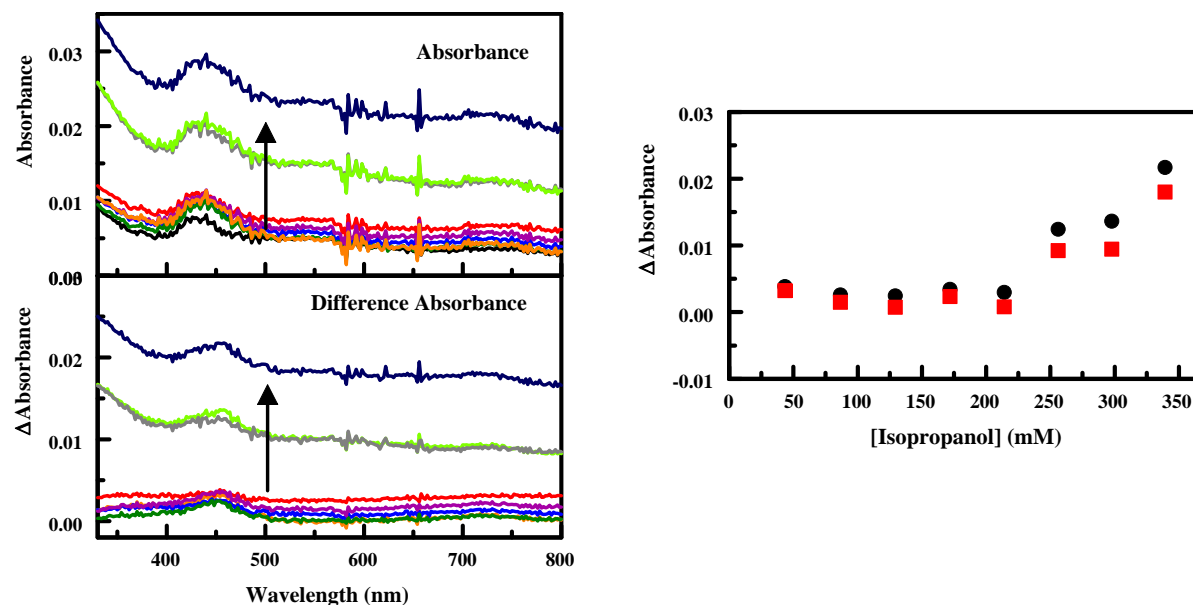 Absorbance
0.03
0.02
0.01
0.00
Absorbance
Difference Absorbance
0.02
0.01
0.00
ΔAbsorbance
400 500 600 700 800
Wavelength (nm)
0.03
0.02
0.01
0.00
-0.01
ΔAbsorbance
0 50 100 150 200 250 300 350
[Isopropanol] (mM)